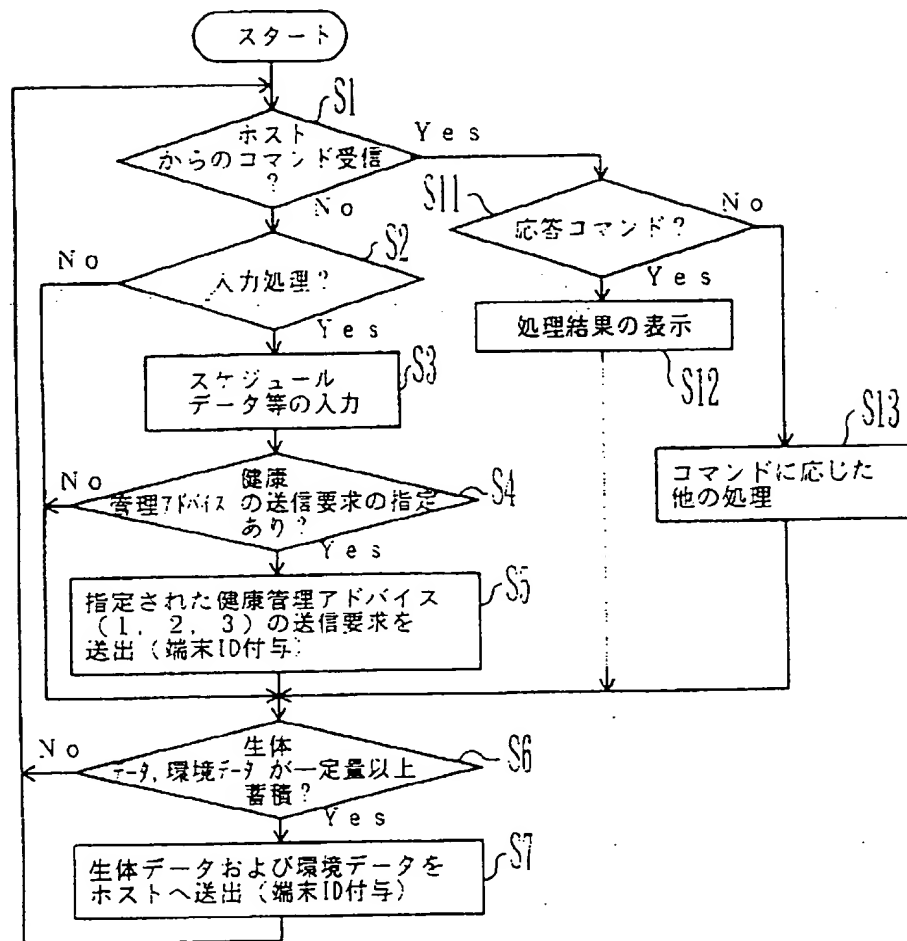 スタート
S1
ホスト
からのコマンド受信
?
Yes
No
S11
応答コマンド?
No
Yes
S2
入力処理?
No
Yes
処理結果の表示
S12
S3
スケジュール
データ等の入力
S13
コマンドに応じた
他の処理
S4
健康
管理アドバイス の送信要求の指定
あり?
No
Yes
S5
指定された健康管理アドバイス
(1, 2, 3)の送信要求を
送出(端末ID付与)
S6
生体
データ,環境データ が一定量以上
蓄積?
No
Yes
S7
生体データおよび環境データを
ホストへ送出(端末ID付与)